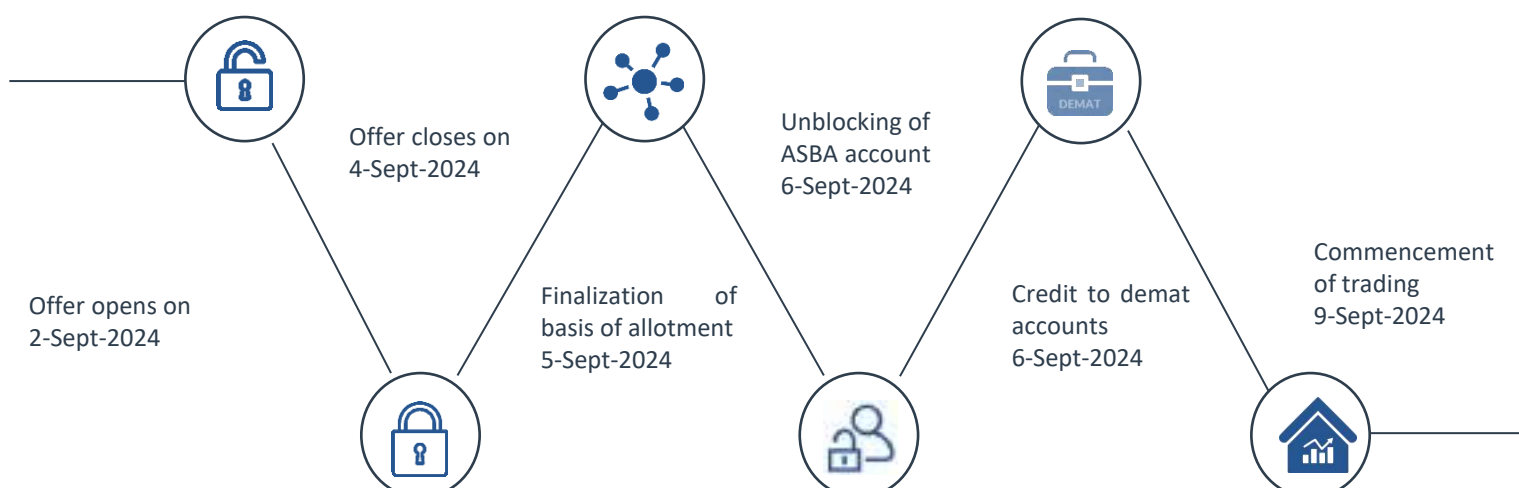 Offer opens on
2-Sept-2024
Offer closes on
4-Sept-2024
Finalization of
basis of allotment
5-Sept-2024
Unblocking of
ASBA account
6-Sept-2024
DEMAT
Credit to demat
accounts
6-Sept-2024
Commencement
of trading
9-Sept-2024